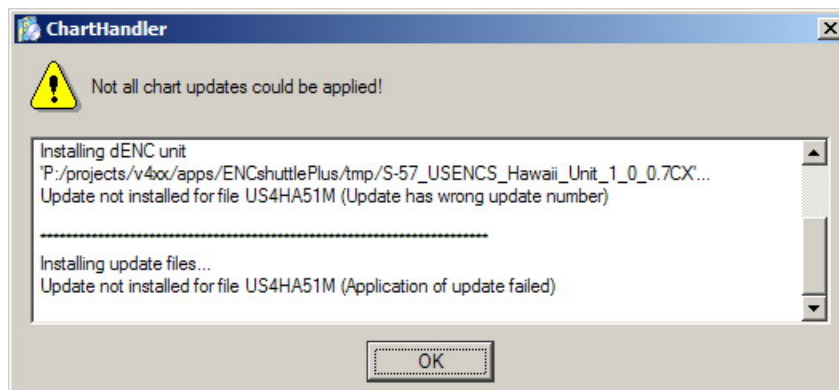 ChartHandler
Not all chart updates could be applied!
Installing dENC unit
"P:/projects/v4xx/apps/ENCshuttlePlus/tmp/S-57_USENCS_Hawaii_Unit_1_0_0.7CX"...
Update not installed for file US4HA51M (Update has wrong update number)
----------------------------------------------------------------------
Installing update files...
Update not installed for file US4HA51M (Application of update failed)
OK